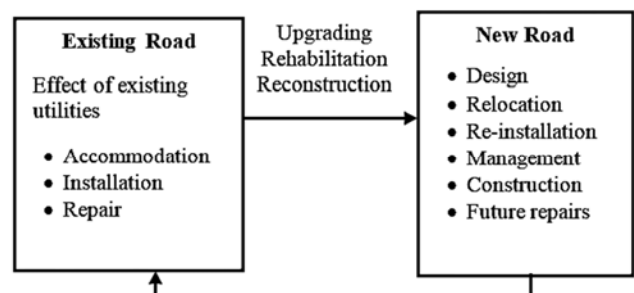 Existing Road
Effect of existing
utilities
• Accommodation
• Installation
• Repair
Upgrading
Rehabilitation
Reconstruction
New Road
• Design
• Relocation
• Re-installation
• Management
• Construction
• Future repairs